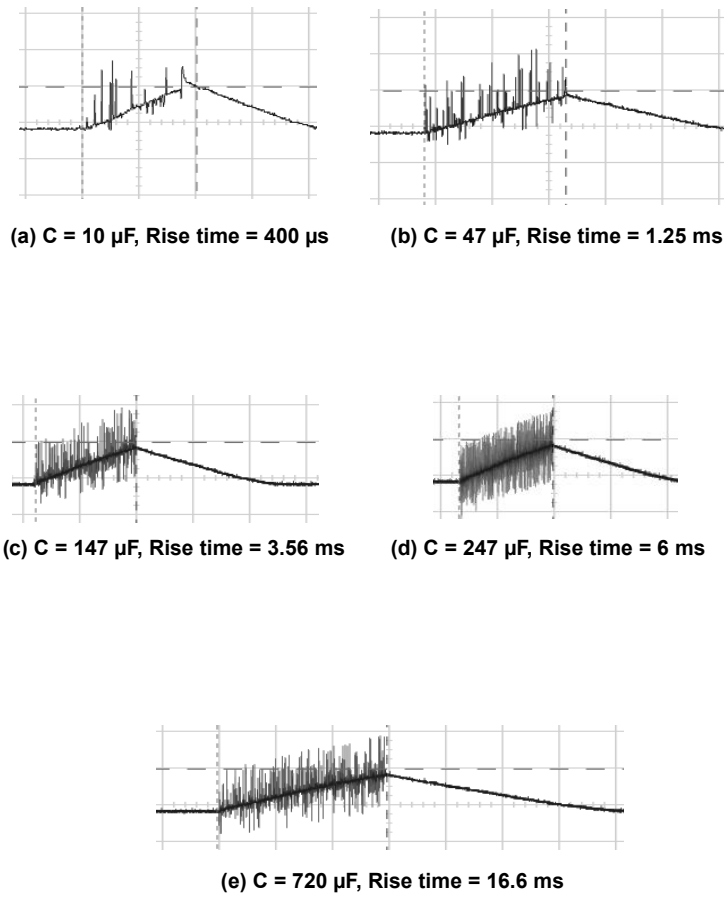 (a) C = 10 µF, Rise time = 400 µs
(b) C = 47 µF, Rise time = 1.25 ms
(c) C = 147 µF, Rise time = 3.56 ms
(d) C = 247 µF, Rise time = 6 ms
(e) C = 720 µF, Rise time = 16.6 ms